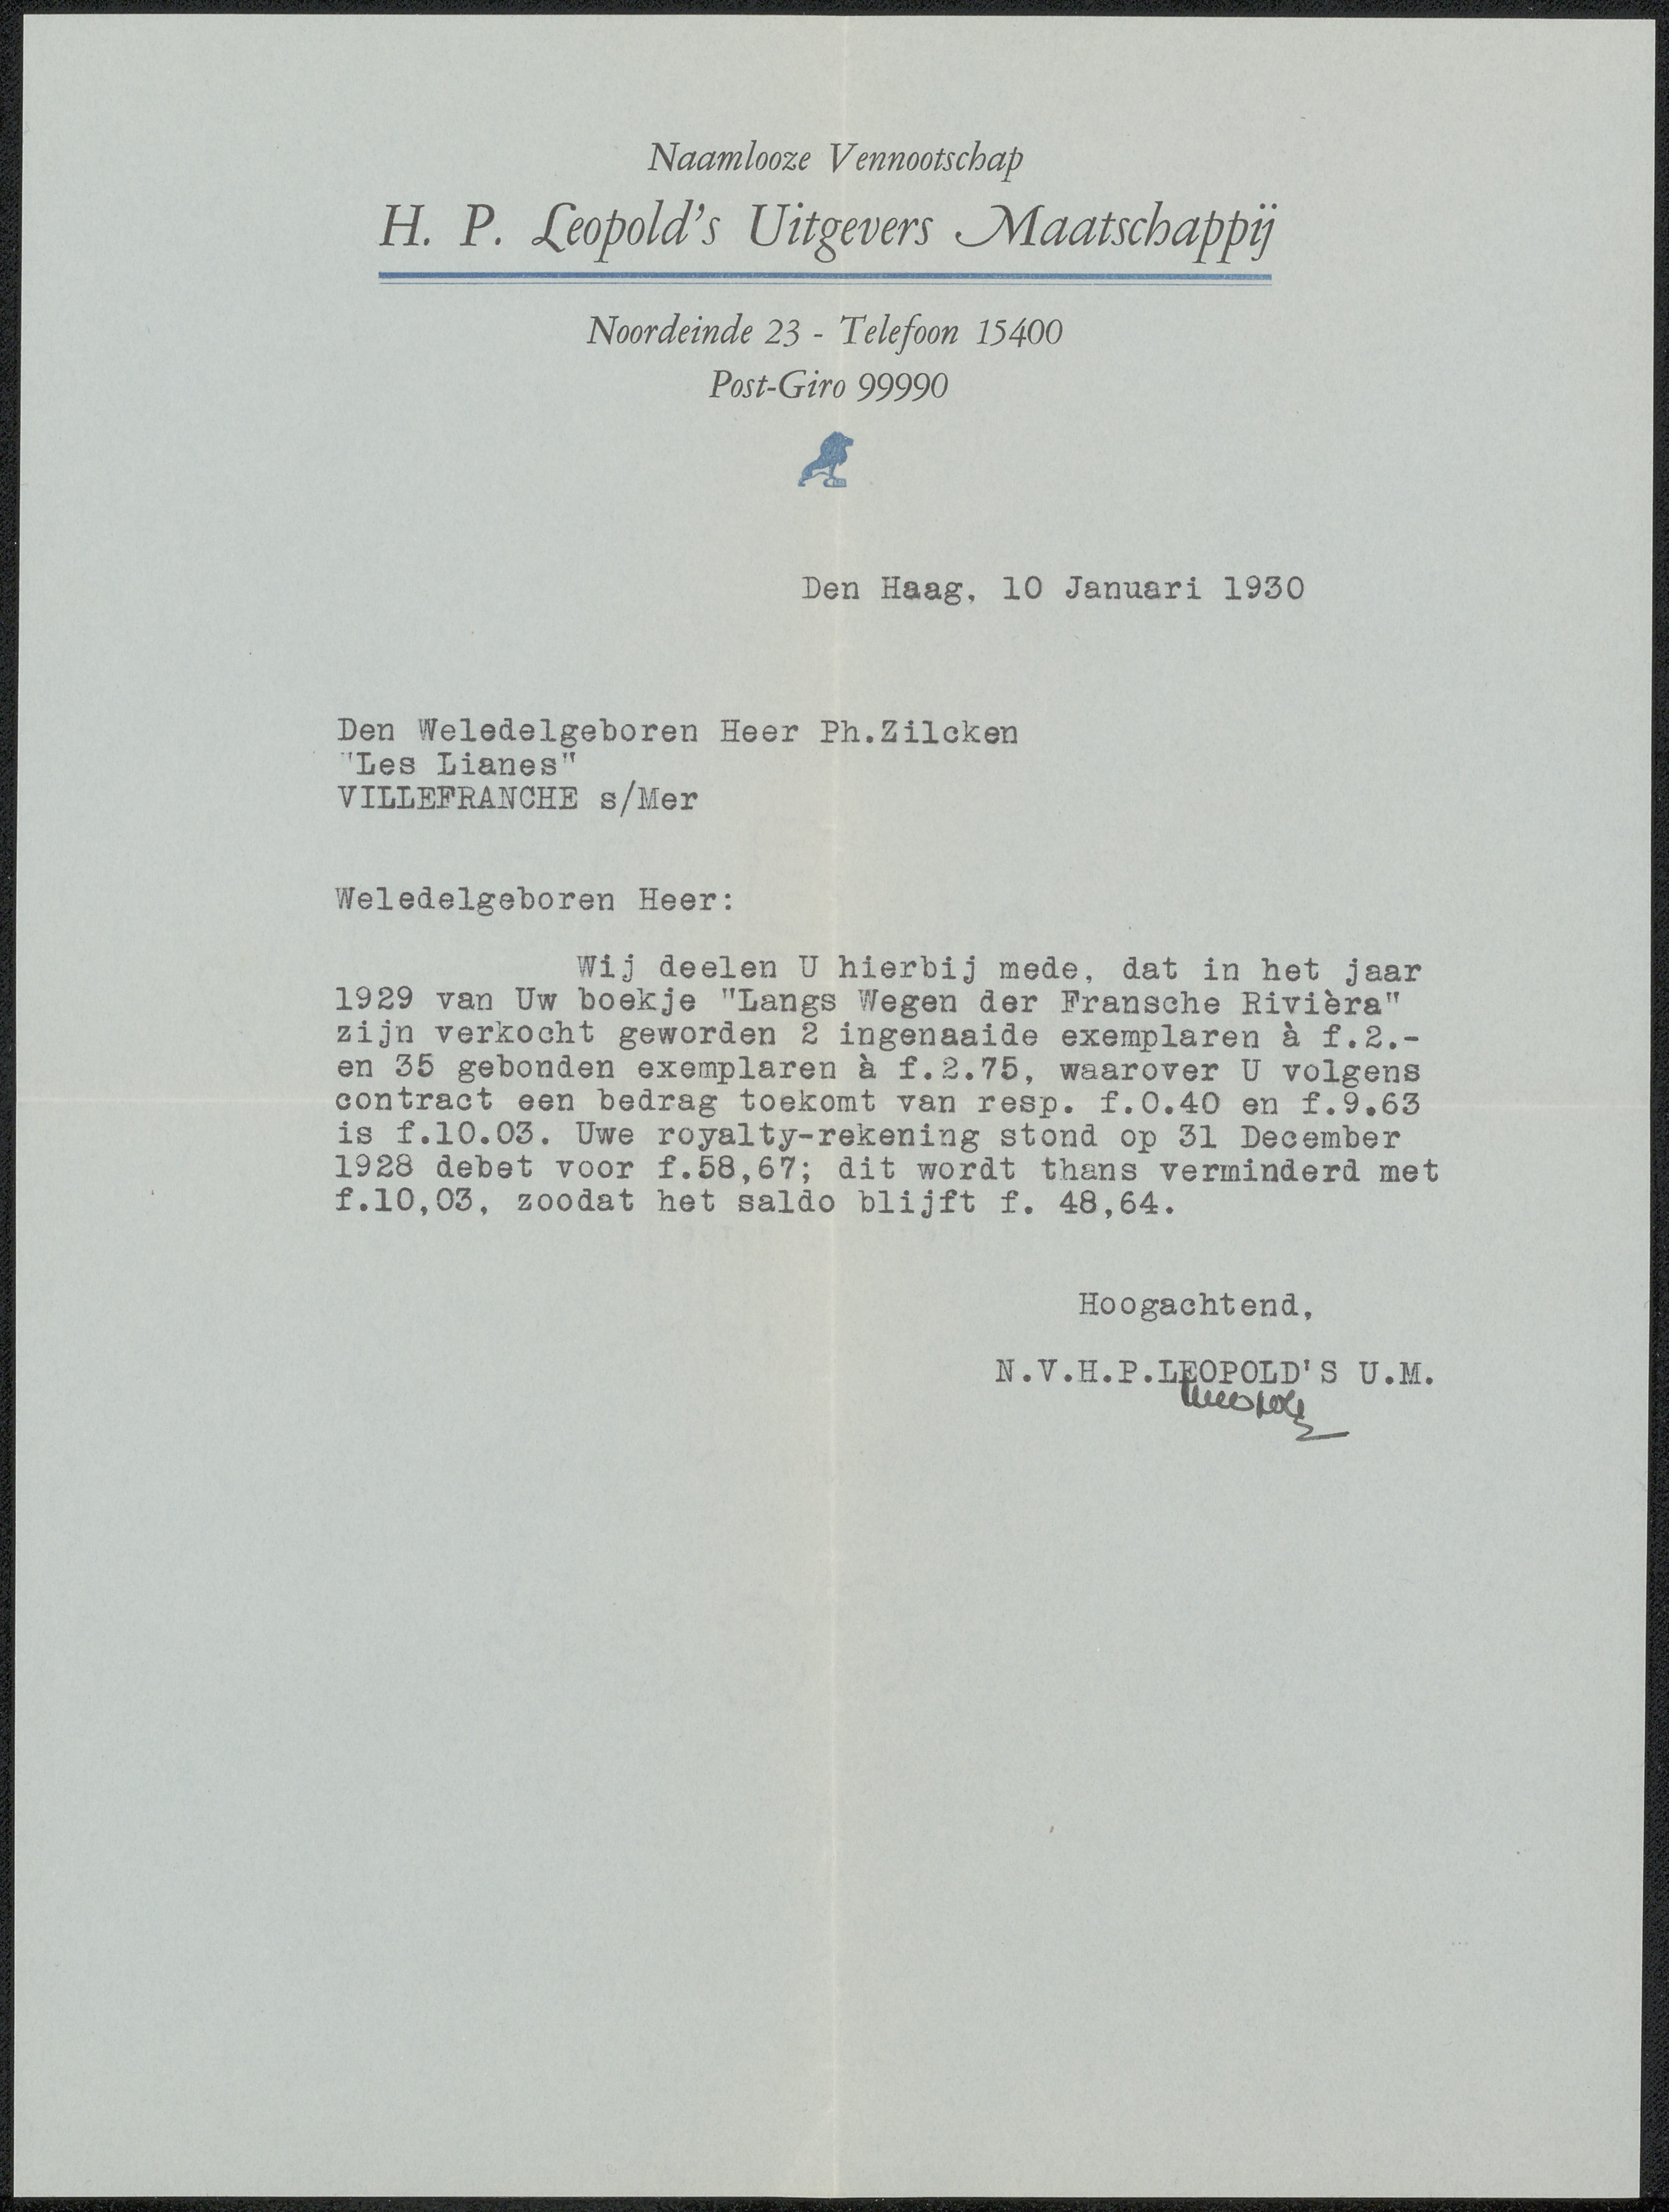 Naamlooze Vennootschap
H. P. Leopold's Uitgevers Maatschappij
Noordeinde 23 - Telefoon 15400
Post-Giro 99990
Den Haag, 10 Januari 1930
Den Weledelgeboren Heer Ph.Zilcken
"Les Lianes"
VILLEFRANCHE s/Mer
Weledelgeboren Heer:
Wij deelen U hierbij mede, dat in het jaar
1929 van Uw boekje "Langs Wegen der Fransche Rivièra"
zijn verkocht geworden 2 ingenaaide exemplaren à f.2.-
en 35 gebonden exemplaren à f.2.75, waarover U volgens
contract een bedrag toekomt van resp. f.0.40 en f.9.63
is f.10.03. Uwe royalty-rekening stond op 31 December
1928 debet voor f.58,67; dit wordt thans verminderd met
f.10,03, zoodat het saldo blijft f. 48,64.
Hoogachtend,
N.V.H.P.LEOPOLD'S U.M.